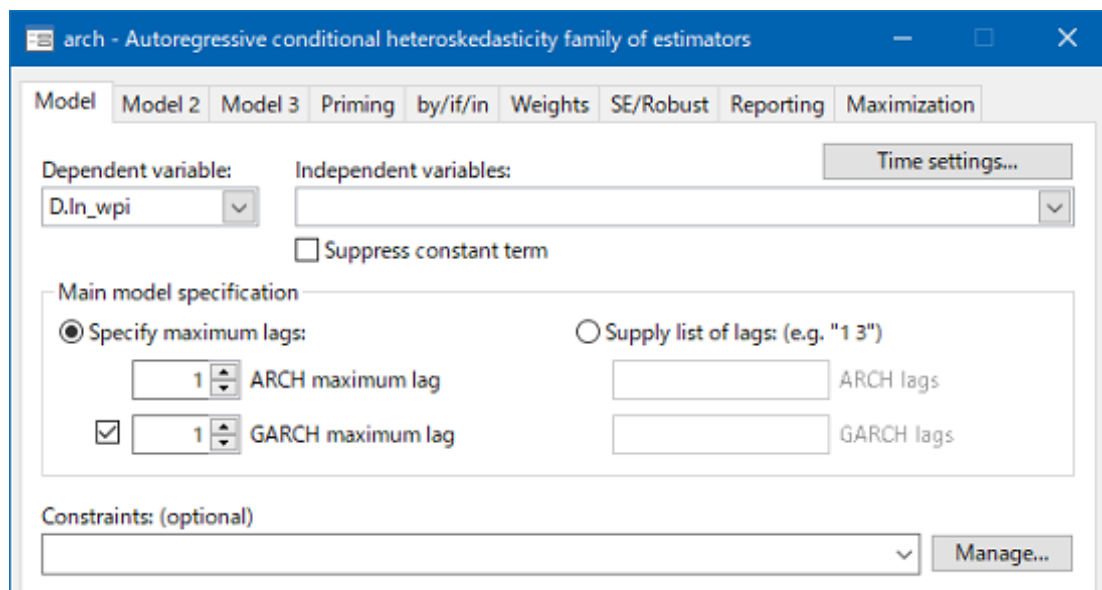 arch - Autoregressive conditional heteroskedasticity family of estimators
Model Model 2 Model 3 Priming by/if/in Weights SE/Robust Reporting Maximization
Time settings...
Dependent variable: Independent variables:
D.ln_wpi
Suppress constant term
Main model specification
Specify maximum lags: Supply list of lags: (e.g. "1 3")
1 ARCH maximum lag ARCH lags
1 GARCH maximum lag GARCH lags
Constraints: (optional)
Manage...